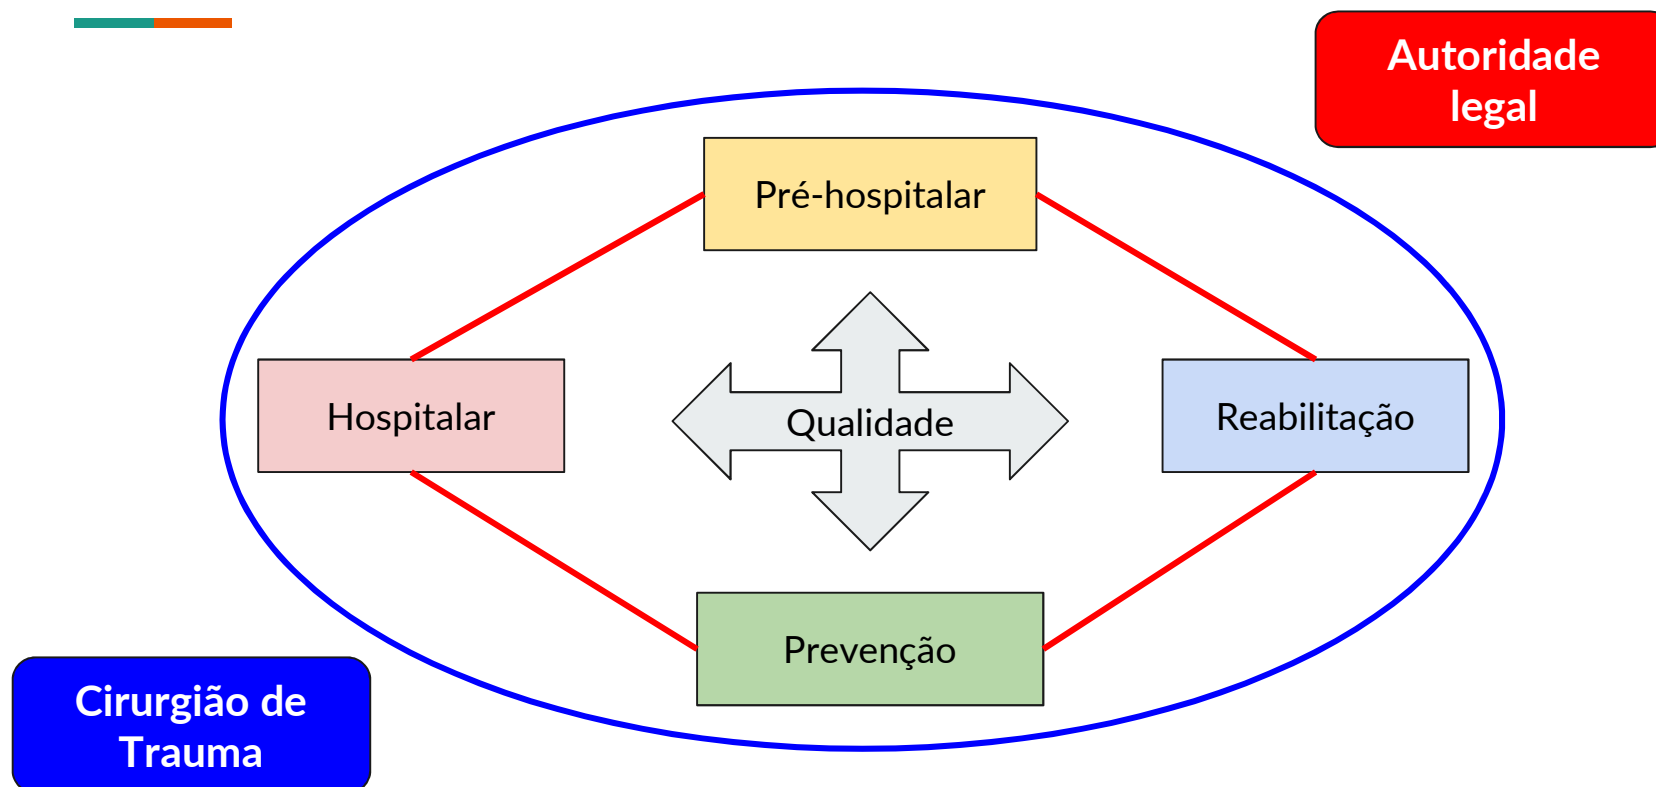 Autoridade
legal
Pré-hospitalar
Hospitalar
Qualidade
Reabilitação
Prevenção
Cirurgião de
Trauma